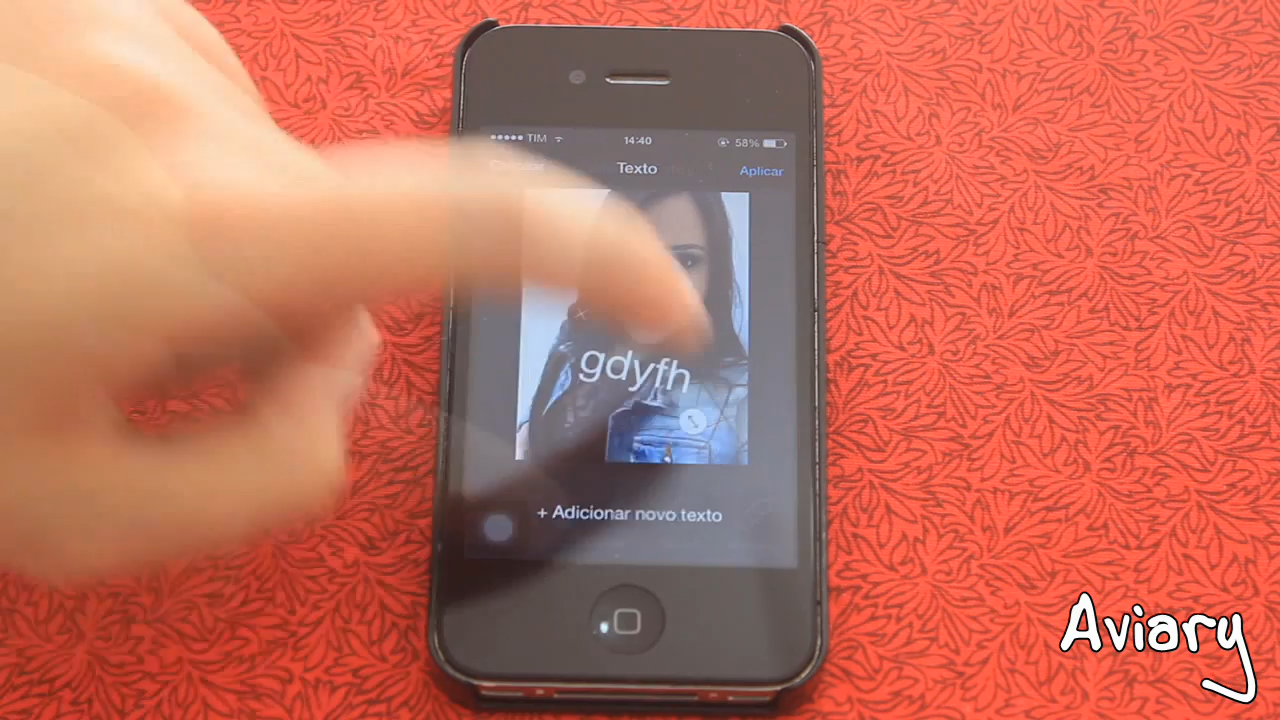 TIM 14:40 58%
Texto Aplicar
gdyfh
+ Adicionar novo texto
Aviary